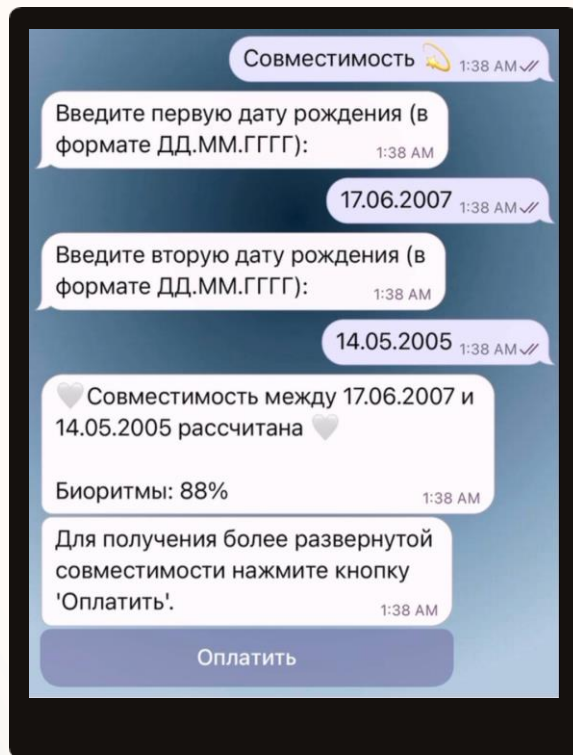 Совместимость 💫 1:38 AM
Введите первую дату рождения (в
формате ДД.ММ.ГГГГ): 1:38 AM
17.06.2007 1:38 AM
Введите вторую дату рождения (в
формате ДД.ММ.ГГГГ): 1:38 AM
14.05.2005 1:38 AM
🤍Совместимость между 17.06.2007 и
14.05.2005 рассчитана 🤍
Биоритмы: 88% 1:38 AM
Для получения более развернутой
совместимости нажмите кнопку
'Оплатить'. 1:38 AM
Оплатить